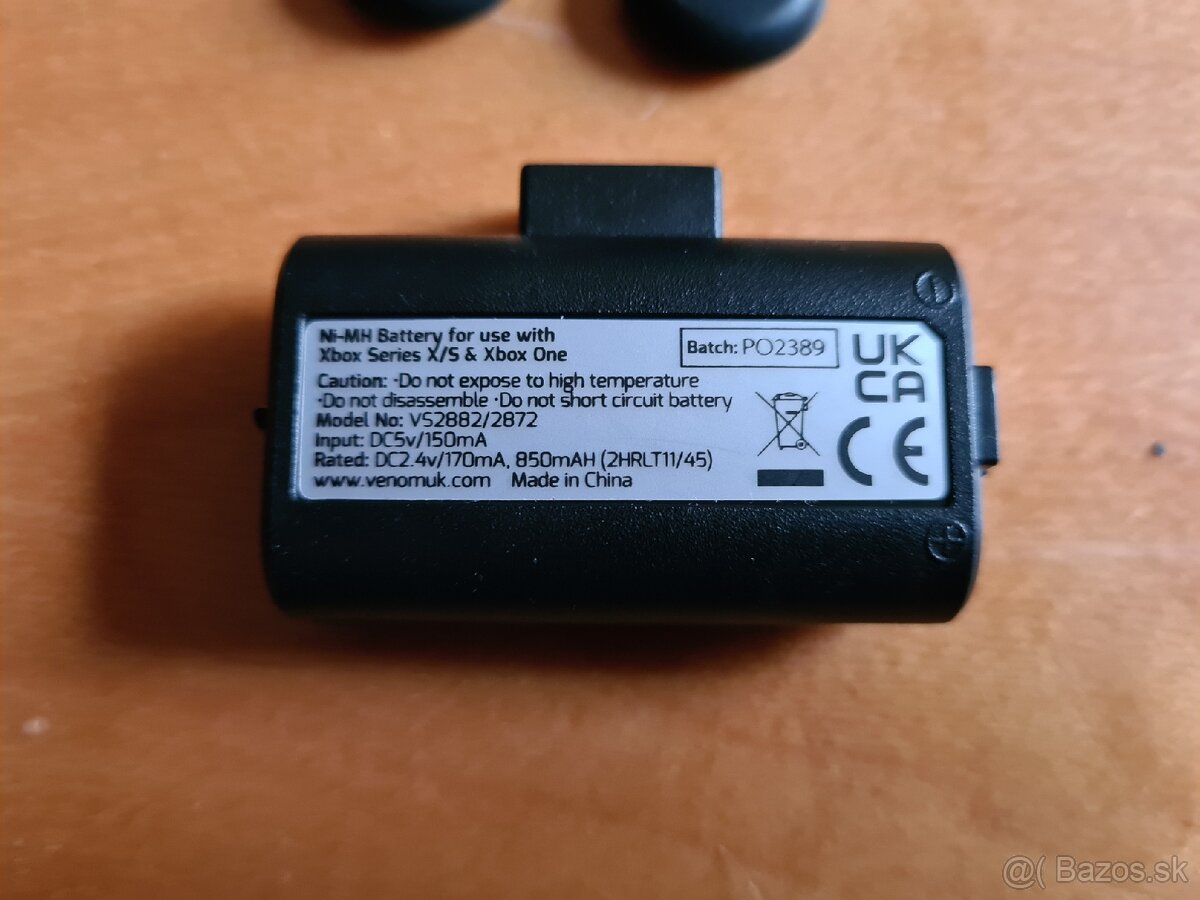 Ni-MH Battery for use with
Xbox Series X/S & Xbox One
Batch: PO2389
Caution: •Do not expose to high temperature
•Do not disassemble •Do not short circuit battery
Model No: VS2882/2872
Input: DC5v/150mA
Rated: DC2.4v/170mA, 850mAH (2HRLT11/45)
www.venomuk.com Made in China
UK
CA
CE
@( Bazos.sk